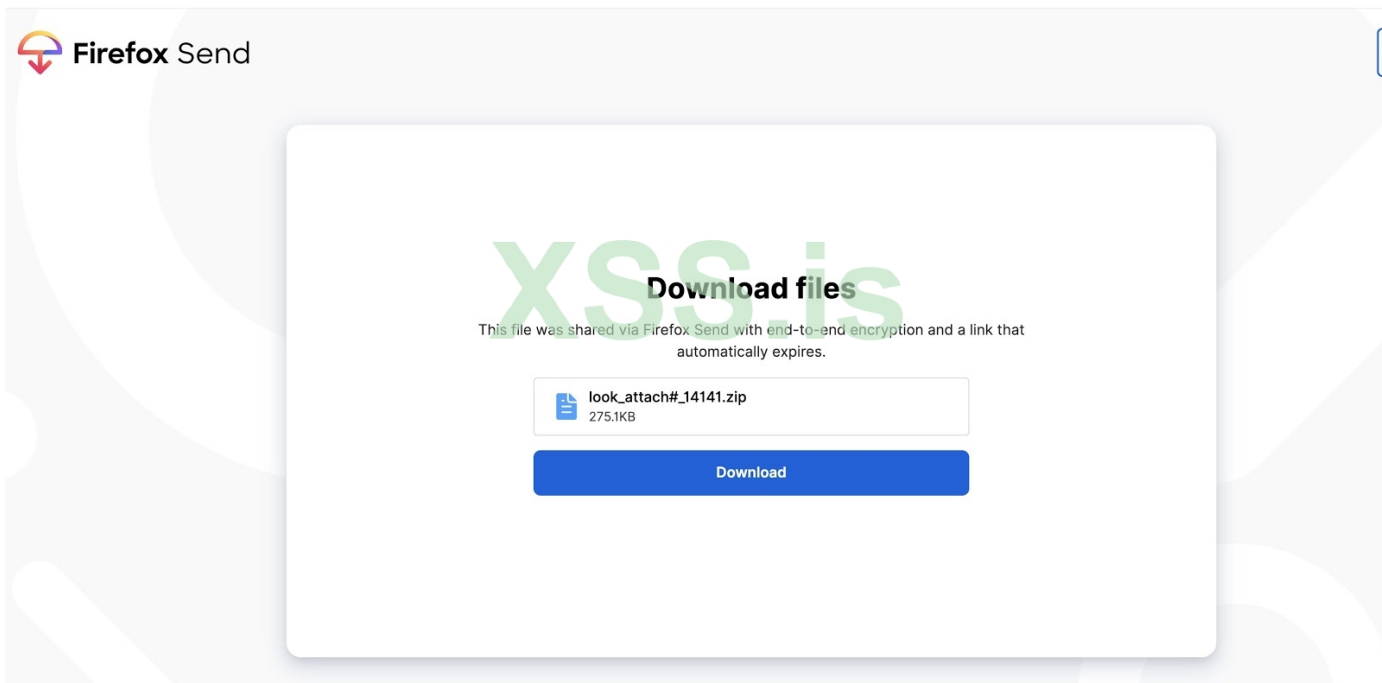 Firefox Send
XSS.is
Download files
This file was shared via Firefox Send with end-to-end encryption and a link that
automatically expires.
look_attach#_14141.zip
275.1KB
Download